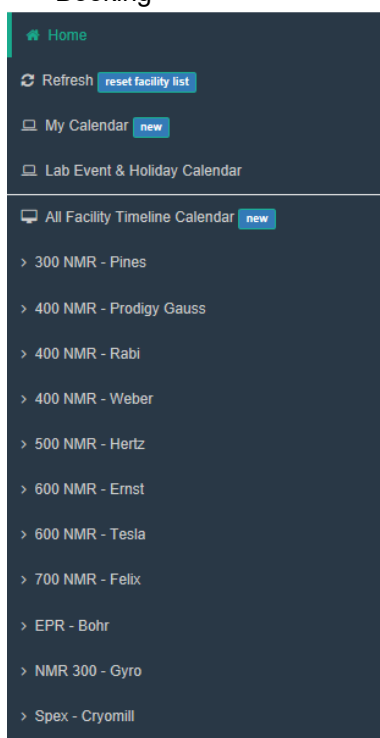 Booking
Home
Refresh reset facility list
My Calendar new
Lab Event & Holiday Calendar
All Facility Timeline Calendar new
> 300 NMR - Pines
> 400 NMR - Prodigy Gauss
> 400 NMR - Rabi
> 400 NMR - Weber
> 500 NMR - Hertz
> 600 NMR - Ernst
> 600 NMR - Tesla
> 700 NMR - Felix
> EPR - Bohr
> NMR 300 - Gyro
> Spex - Cryomill